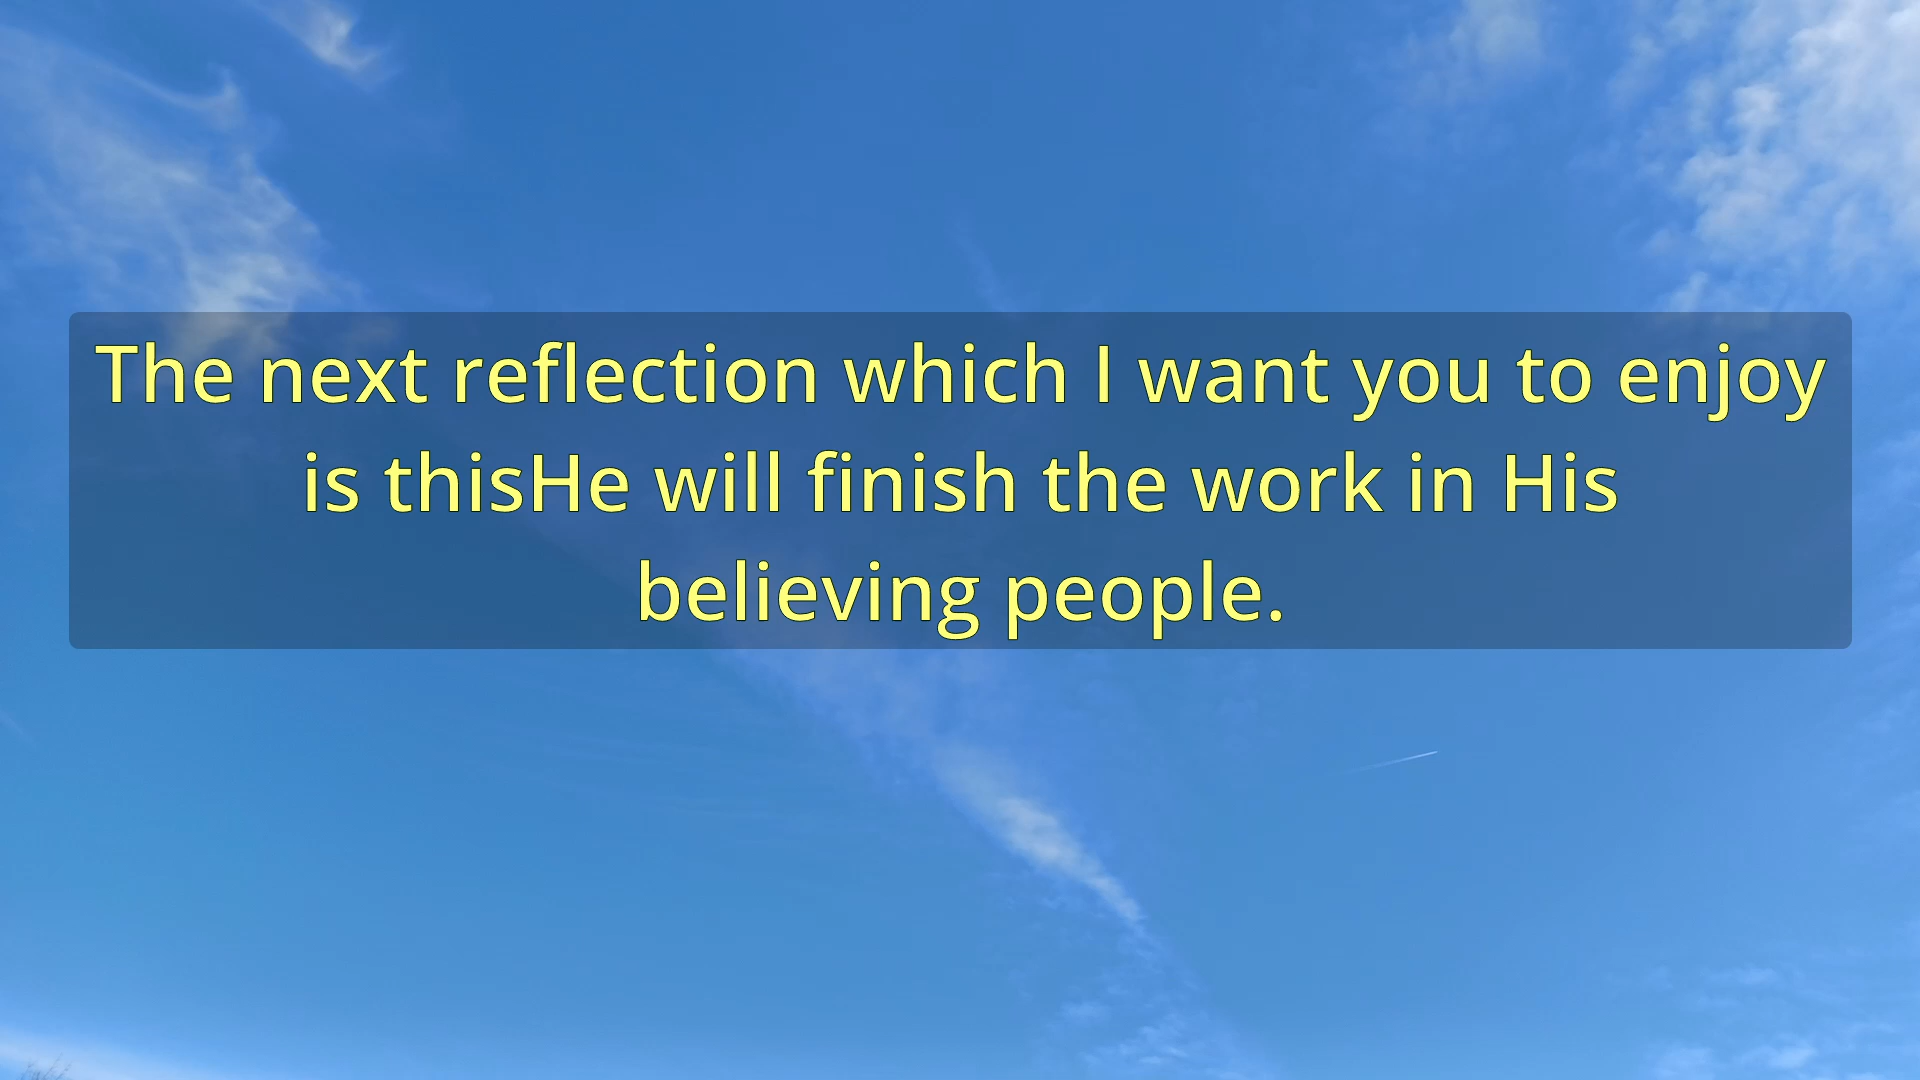 The next reflection which I want you to enjoy
is thisHe will finish the work in His
believing people.